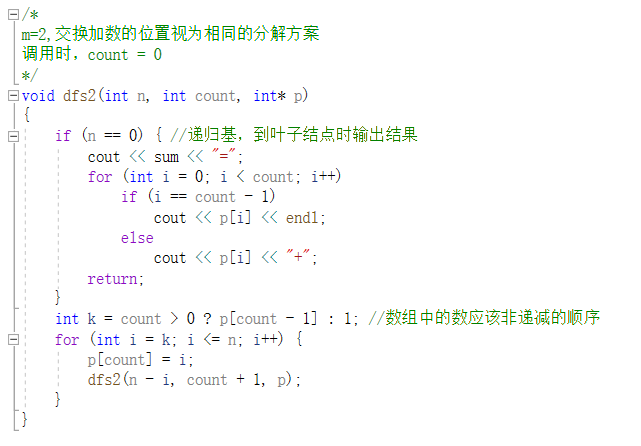 /*
m=2,交换加数的位置视为相同的分解方案
调用时，count = 0
*/
void dfs2(int n, int count, int* p)
{
    if (n == 0) { //递归基，到叶子结点时输出结果
        cout << sum << "=";
        for (int i = 0; i < count; i++)
            if (i == count - 1)
                cout << p[i] << endl;
            else
                cout << p[i] << "+";
        return;
    }
    int k = count > 0 ? p[count - 1] : 1; //数组中的数应该非递减的顺序
    for (int i = k; i <= n; i++) {
        p[count] = i;
        dfs2(n - i, count + 1, p);
    }
}